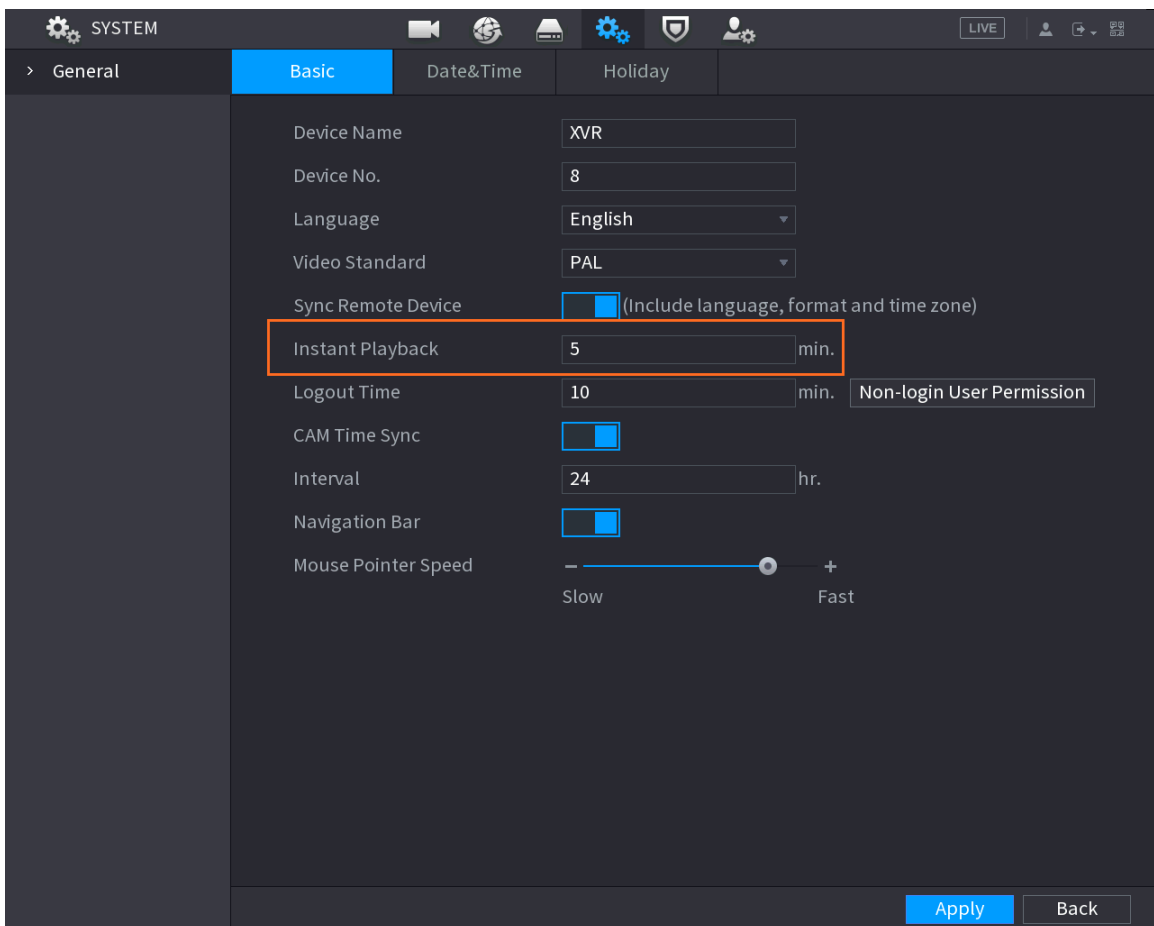 SYSTEM LIVE
General Basic Date&Time Holiday
Device Name XVR
Device No. 8
Language English
Video Standard PAL
Sync Remote Device (Include language, format and time zone)
Instant Playback 5 min.
Logout Time 10 min. Non-login User Permission
CAM Time Sync
Interval 24 hr.
Navigation Bar
Mouse Pointer Speed
Slow Fast
Apply Back